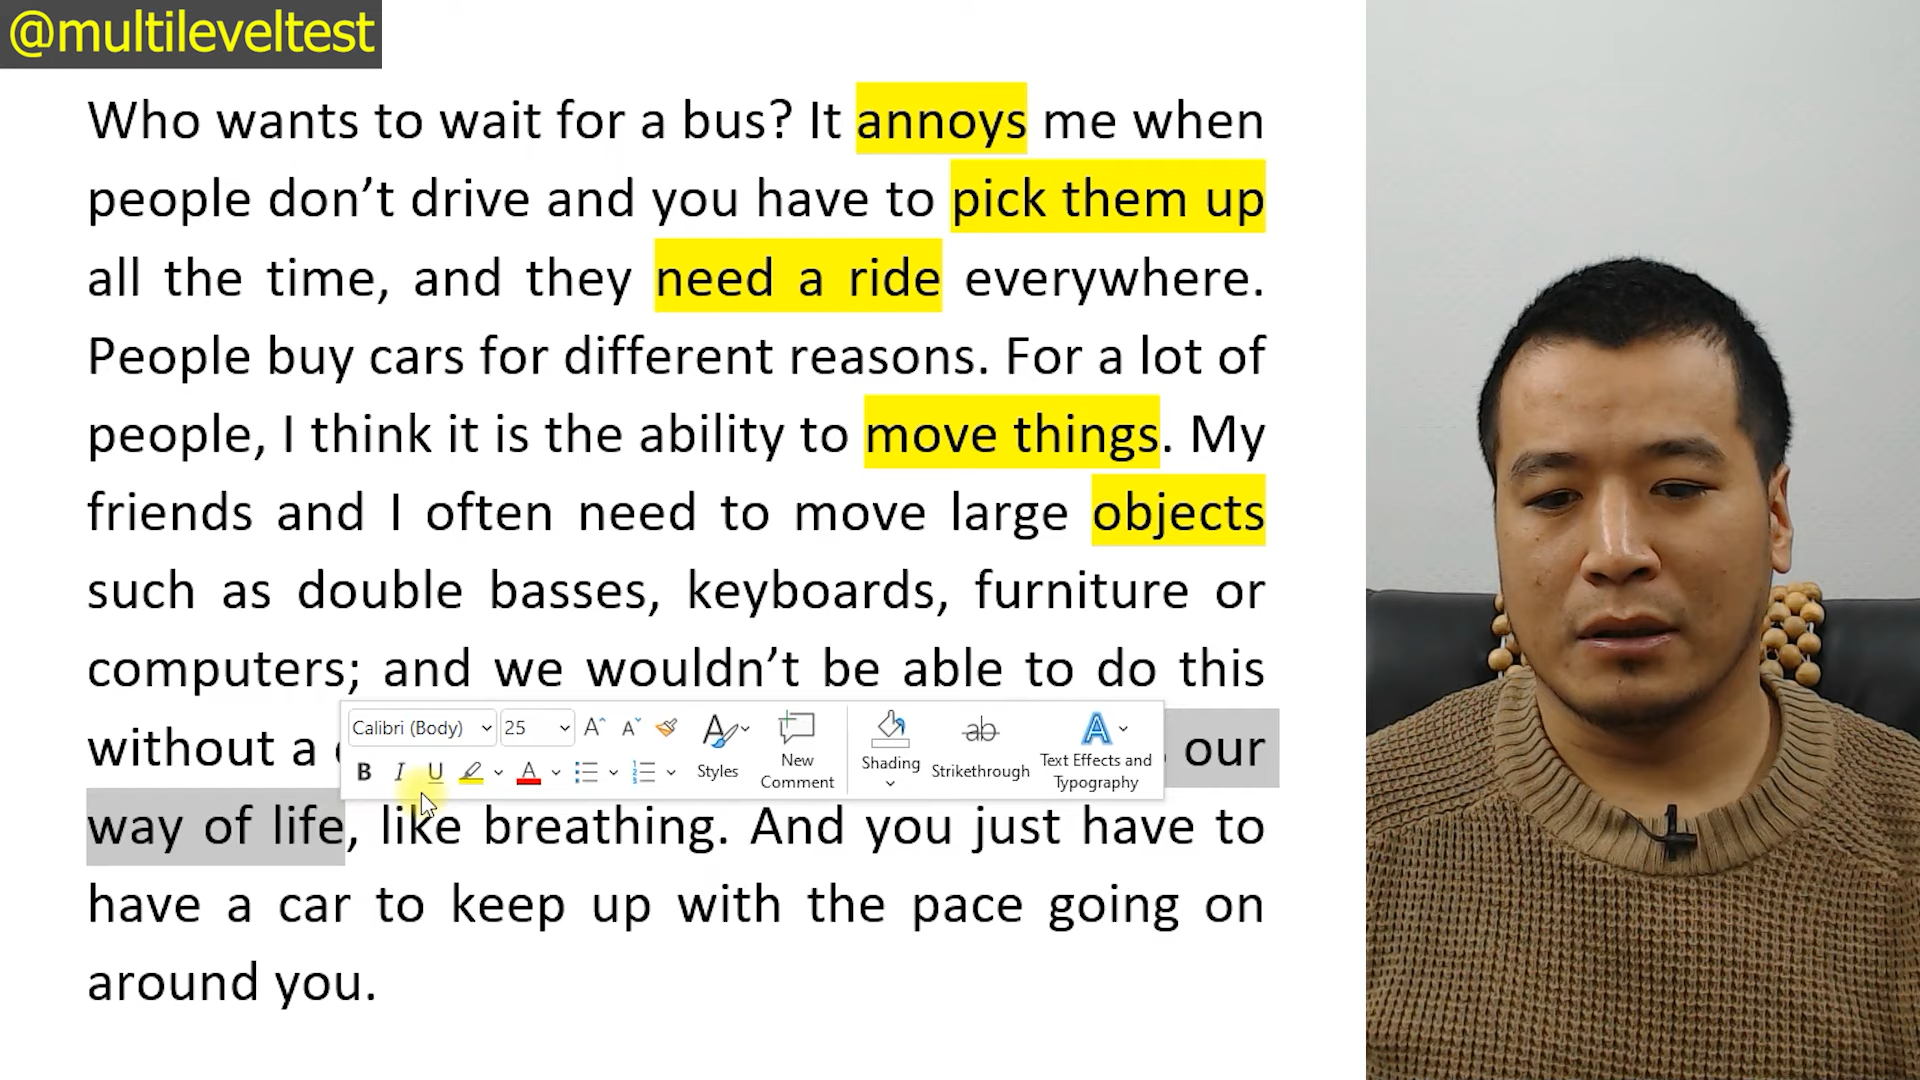 @multileveltest
Who wants to wait for a bus? It annoys me when
people don’t drive and you have to pick them up
all the time, and they need a ride everywhere.
People buy cars for different reasons. For a lot of
people, I think it is the ability to move things. My
friends and I often need to move large objects
such as double basses, keyboards, furniture or
computers; and we wouldn’t be able to do this
Calibri (Body) 25
without a our
B I U Styles New Comment Shading ab Strikethrough Text Effects and Typography
way of life, like breathing. And you just have to
have a car to keep up with the pace going on
around you.